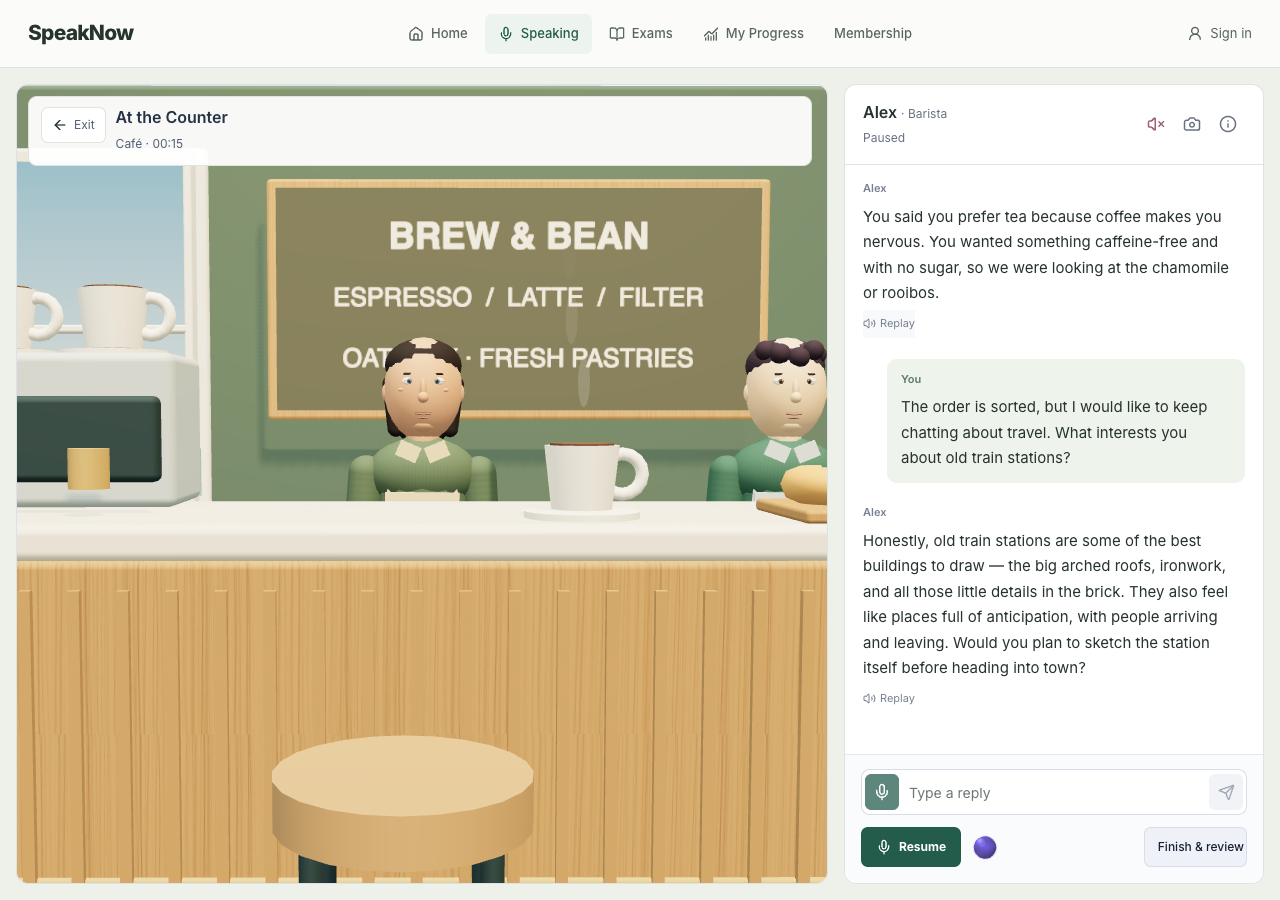 SpeakNow
Home
Speaking
Exams
My Progress
Membership
Sign in
Exit
At the Counter
Café · 00:15
BREW & BEAN
ESPRESSO / LATTE / FILTER
OAT · FRESH PASTRIES
Alex · Barista
Paused
Alex
You said you prefer tea because coffee makes you
nervous. You wanted something caffeine-free and
with no sugar, so we were looking at the chamomile
or rooibos.
Replay
You
The order is sorted, but I would like to keep
chatting about travel. What interests you
about old train stations?
Alex
Honestly, old train stations are some of the best
buildings to draw — the big arched roofs, ironwork,
and all those little details in the brick. They also feel
like places full of anticipation, with people arriving
and leaving. Would you plan to sketch the station
itself before heading into town?
Replay
Type a reply
Resume
Finish & review